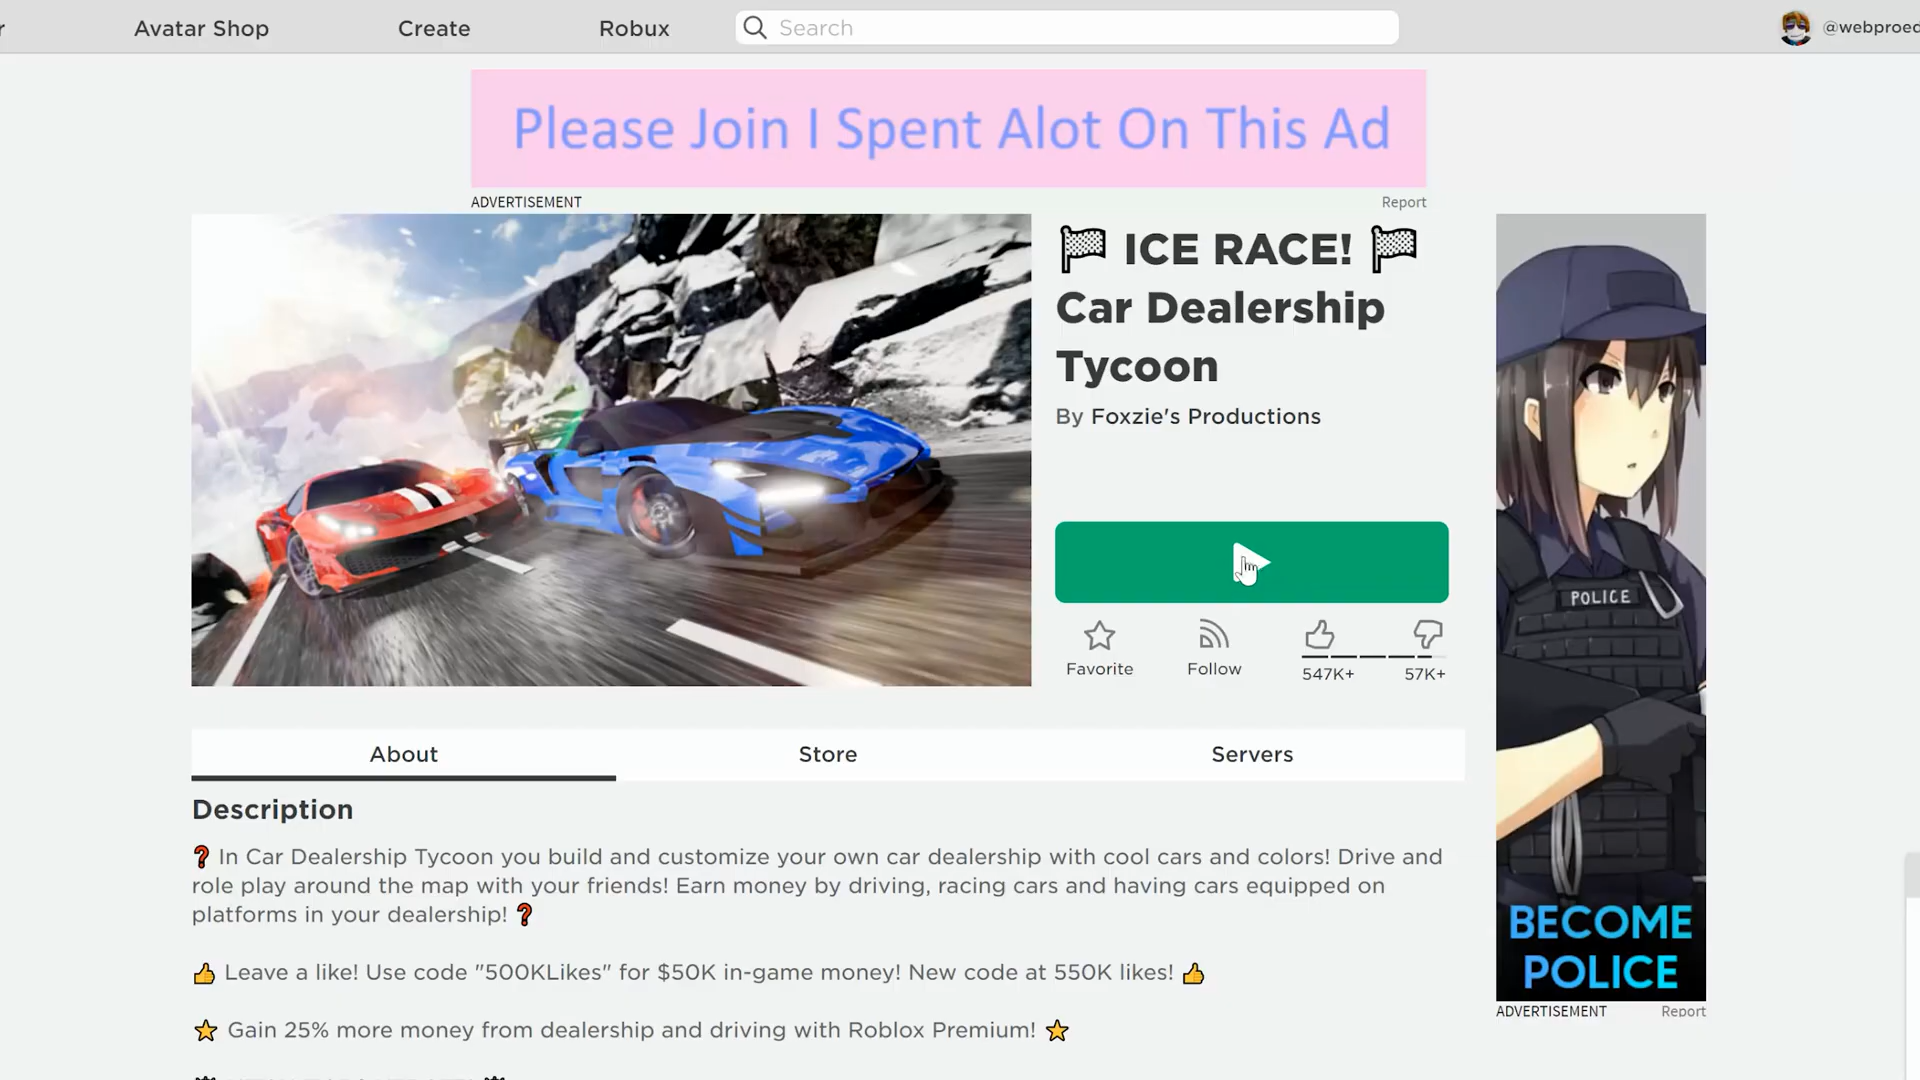 Avatar Shop
Create
Robux
Search
@webproed
Please Join I Spent Alot On This Ad
ADVERTISEMENT
Report
ICE RACE!
Car Dealership
Tycoon
By Foxzie's Productions
Favorite
Follow
547K+
57K+
POLICE
BECOME
POLICE
ADVERTISEMENT
Report
About
Store
Servers
Description
❓ In Car Dealership Tycoon you build and customize your own car dealership with cool cars and colors! Drive and
role play around the map with your friends! Earn money by driving, racing cars and having cars equipped on
platforms in your dealership! ❓
👍 Leave a like! Use code "500KLikes" for $50K in-game money! New code at 550K likes! 👍
⭐ Gain 25% more money from dealership and driving with Roblox Premium! ⭐